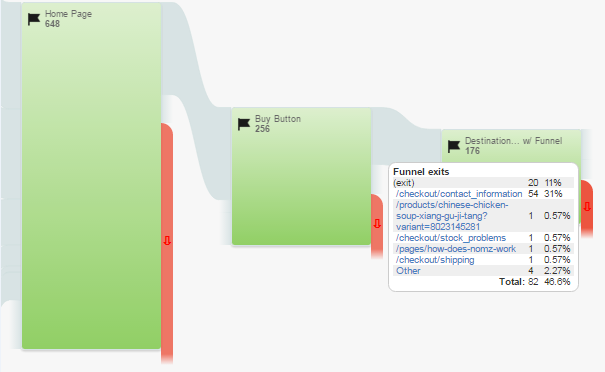 Home Page
648
Buy Button
256
Destination... w/ Funnel
176
Funnel exits
(exit) 20 11%
/checkout/contact_information 54 31%
/products/chinese-chicken-
soup-xiang-gu-ji-tang? 1 0.57%
variant=8023145281
/checkout/stock_problems 1 0.57%
/pages/how-does-nomz-work 1 0.57%
/checkout/shipping 1 0.57%
Other 4 2.27%
Total: 82 46.6%